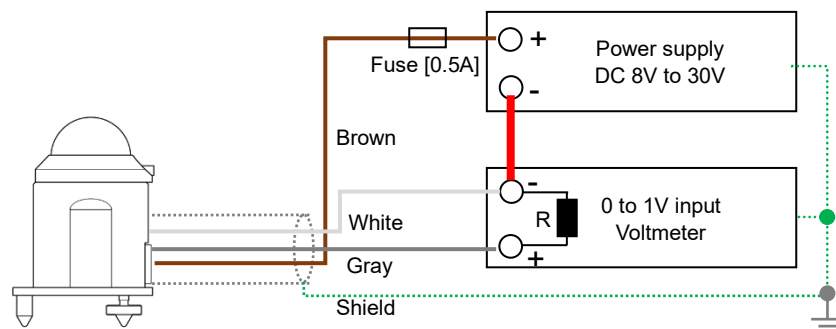 +
Fuse [0.5A]
Power supply
DC 8V to 30V
-
Brown
-
White
R
0 to 1V input
Voltmeter
+
Gray
Shield